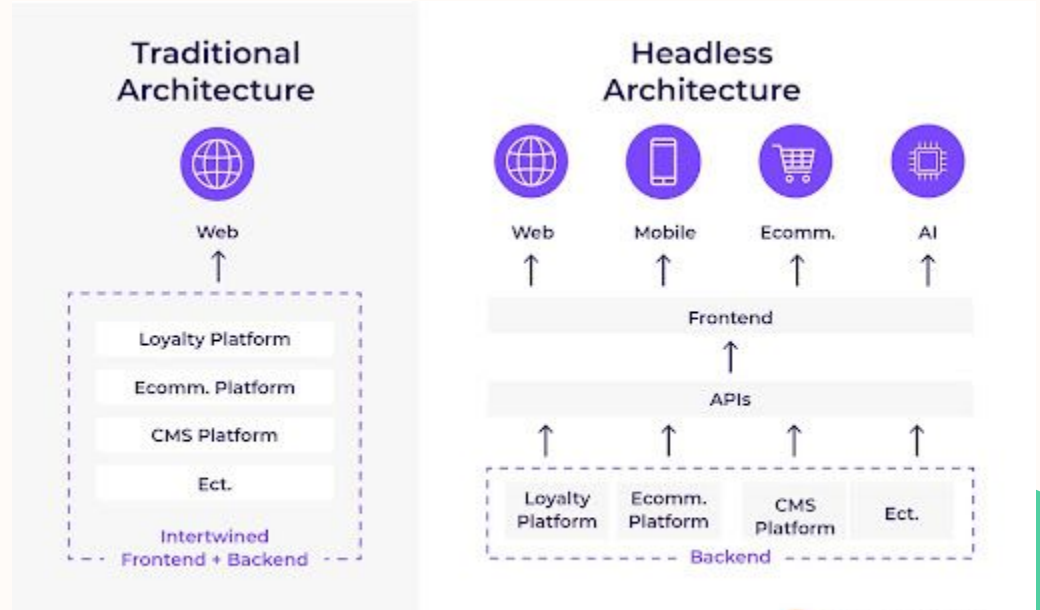 Traditional
Architecture
Web
Loyalty Platform
Ecomm. Platform
CMS Platform
Ect.
Intertwined
Frontend + Backend
Headless
Architecture
Web
Mobile
Ecomm.
AI
Frontend
APIs
Loyalty
Platform
Ecomm.
Platform
CMS
Platform
Ect.
Backend